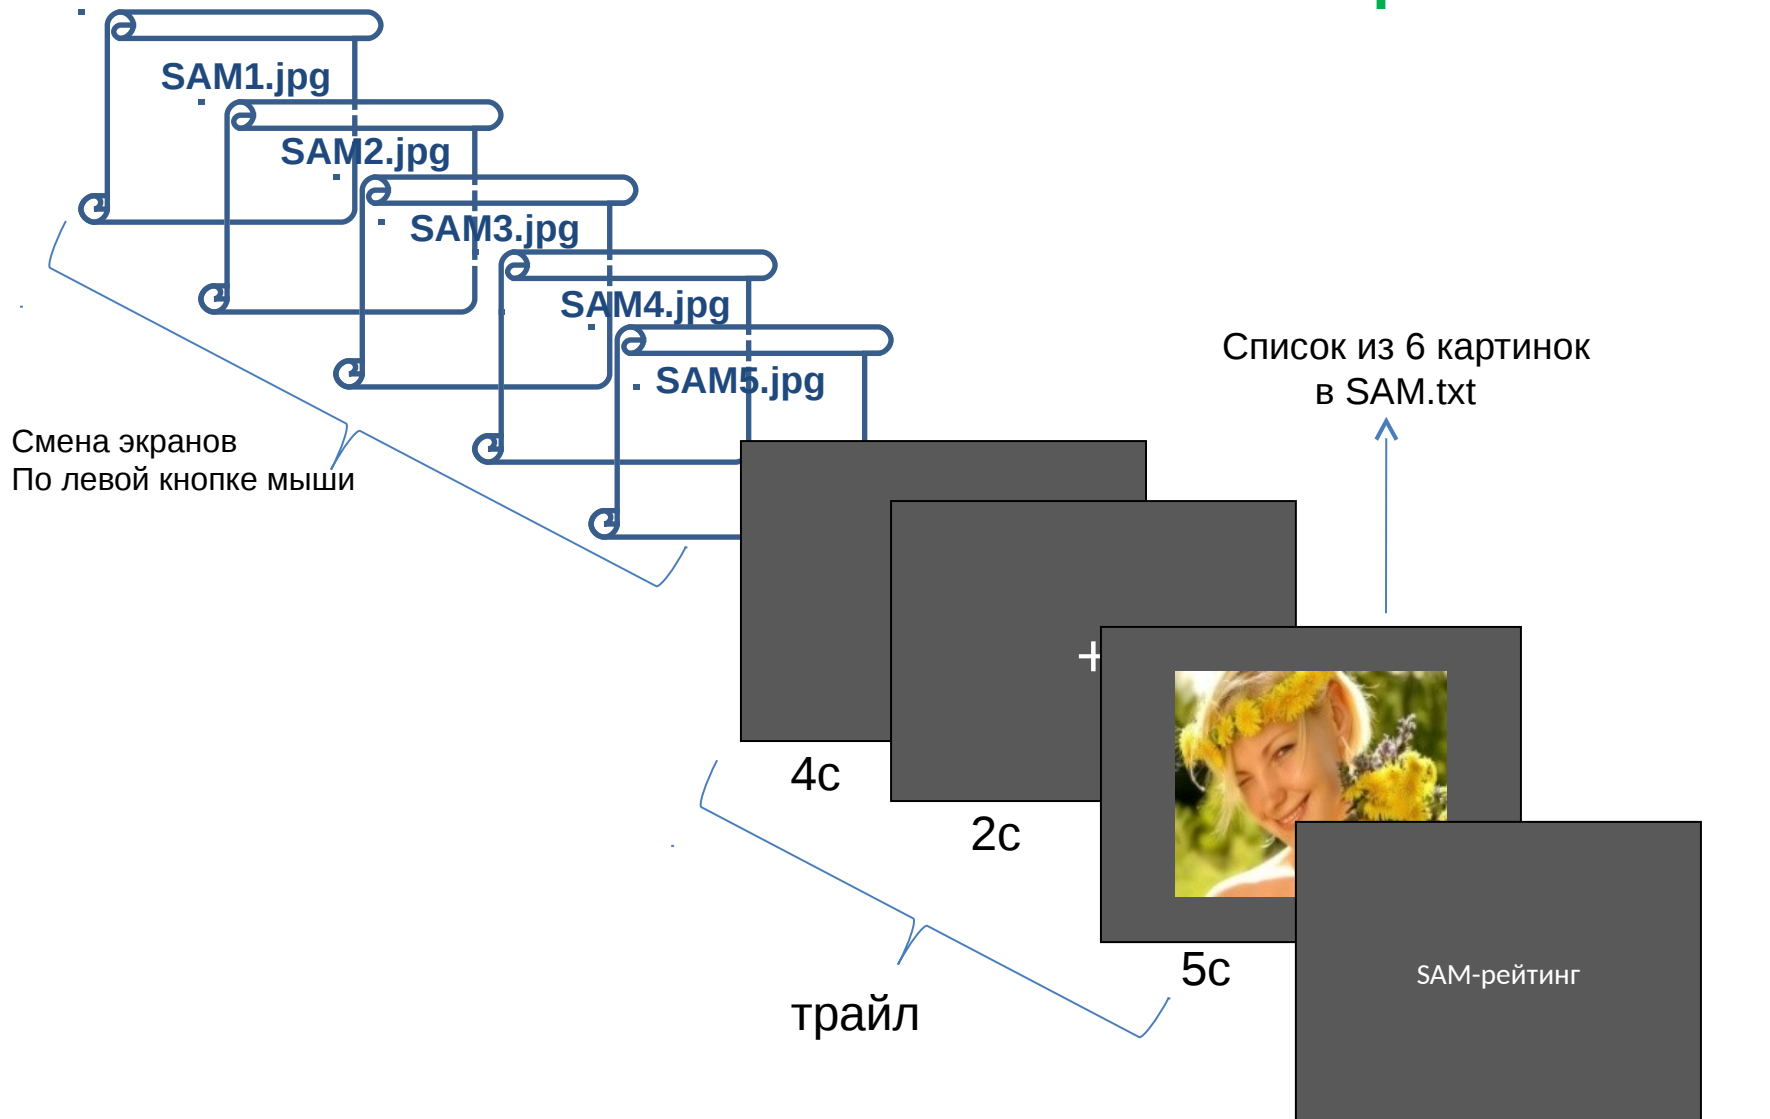 SAM1.jpg
SAM2.jpg
SAM3.jpg
SAM4.jpg
SAM5.jpg
Список из 6 картинок
в SAM.txt
Смена экранов
По левой кнопке мыши
+
4с
2с
5с
SAM-рейтинг
трайл